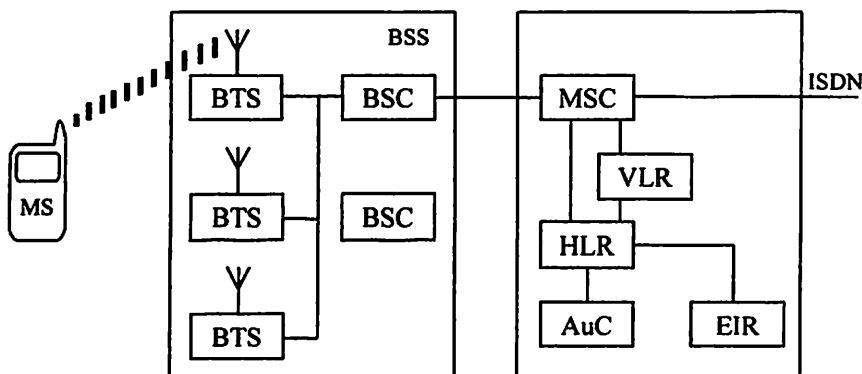 BSS
ISDN
BTS BSC MSC
MS
VLR
BTS BSC
HLR
BTS AuC EIR